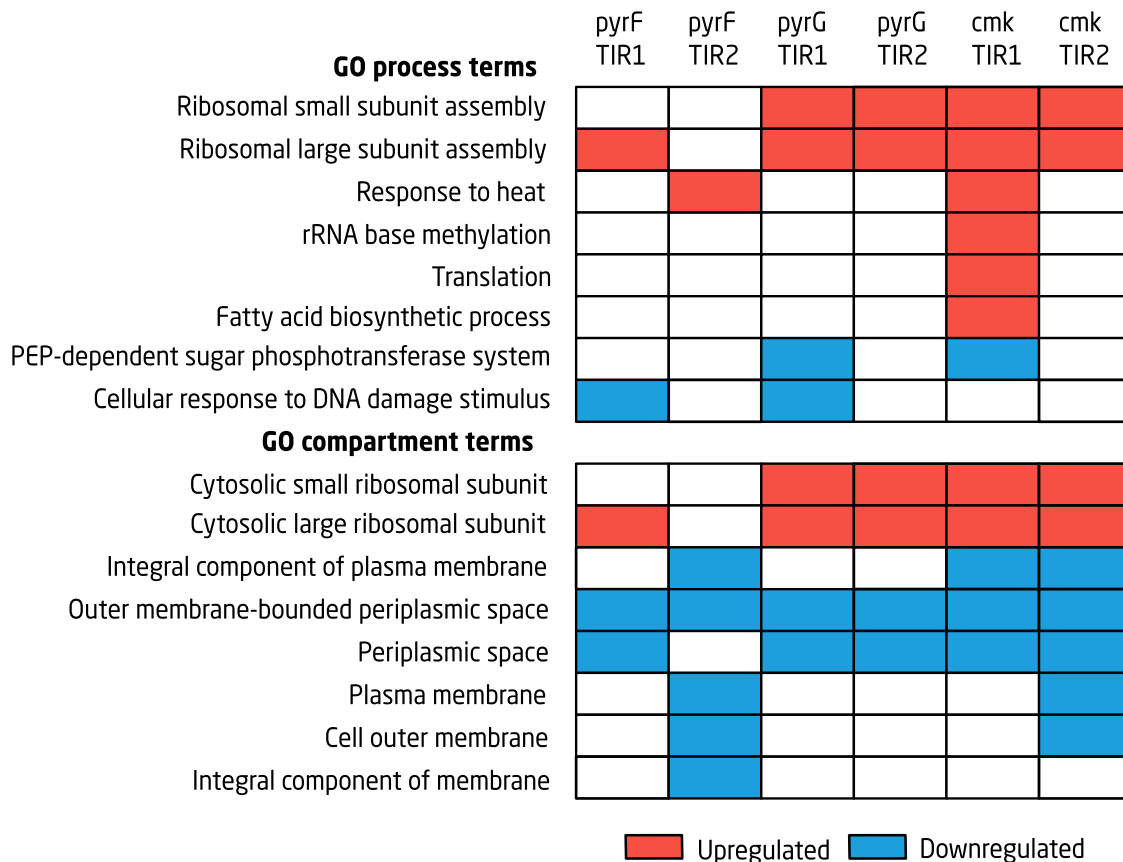 pyrF pyrF pyrG pyrG cmk cmk
TIR1 TIR2 TIR1 TIR2 TIR1 TIR2
GO process terms
Ribosomal small subunit assembly
Ribosomal large subunit assembly
Response to heat
rRNA base methylation
Translation
Fatty acid biosynthetic process
PEP-dependent sugar phosphotransferase system
Cellular response to DNA damage stimulus
GO compartment terms
Cytosolic small ribosomal subunit
Cytosolic large ribosomal subunit
Integral component of plasma membrane
Outer membrane-bounded periplasmic space
Periplasmic space
Plasma membrane
Cell outer membrane
Integral component of membrane
Upregulated Downregulated